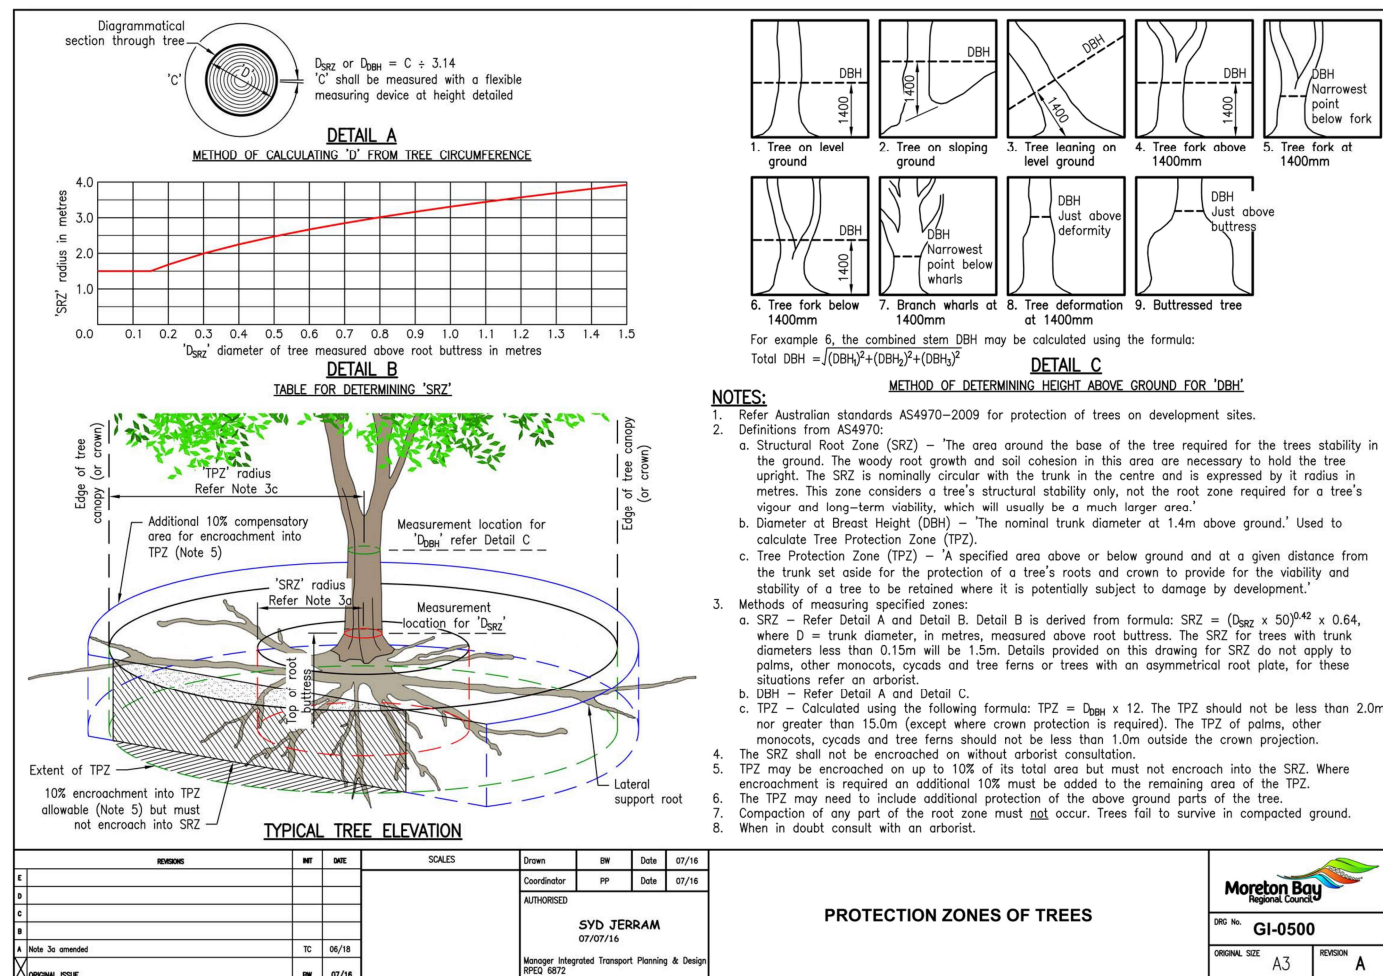 Diagrammatical
section through tree
'C'
'D'
DSRZ or DDBH = C ÷ 3.14
'C' shall be measured with a flexible
measuring device at height detailed
DETAIL A
METHOD OF CALCULATING 'D' FROM TREE CIRCUMFERENCE
'SRZ' radius in metres
4.0
3.0
2.0
1.0
0.0 0.1 0.2 0.3 0.4 0.5 0.6 0.7 0.8 0.9 1.0 1.1 1.2 1.3 1.4 1.5
'DSRZ' diameter of tree measured above root buttress in metres
DETAIL B
TABLE FOR DETERMINING 'SRZ'
Edge of tree
canopy (or crown)
'TPZ' radius
Refer Note 3c
Edge of tree canopy
(or crown)
Additional 10% compensatory
area for encroachment into
TPZ (Note 5)
Measurement location for
'DDBH' refer Detail C
'SRZ' radius
Refer Note 3a
Measurement
location for 'DSRZ'
Top of root
buttress
Extent of TPZ
10% encroachment into TPZ
allowable (Note 5) but must
not encroach into SRZ
Lateral
support root
TYPICAL TREE ELEVATION
DBH
1400
1. Tree on level
ground
DBH
1400
2. Tree on sloping
ground
DBH
1400
3. Tree leaning on
level ground
DBH
1400
4. Tree fork above
1400mm
DBH
Narrowest
point
below fork
5. Tree fork at
1400mm
DBH
1400
6. Tree fork below
1400mm
DBH
Narrowest
point below
wharls
7. Branch wharls at
1400mm
DBH
Just above
deformity
8. Tree deformation
at 1400mm
DBH
Just above
buttress
9. Buttressed tree
For example 6, the combined stem DBH may be calculated using the formula:
Total DBH =√(DBH1)²+(DBH2)²+(DBH3)²
DETAIL C
METHOD OF DETERMINING HEIGHT ABOVE GROUND FOR 'DBH'
NOTES:
1. Refer Australian standards AS4970-2009 for protection of trees on development sites.
2. Definitions from AS4970:
a. Structural Root Zone (SRZ) - 'The area around the base of the tree required for the trees stability in
the ground. The woody root growth and soil cohesion in this area are necessary to hold the tree
upright. The SRZ is nominally circular with the trunk in the centre and is expressed by it radius in
metres. This zone considers a tree's structural stability only, not the root zone required for a tree's
vigour and long-term viability, which will usually be a much larger area.'
b. Diameter at Breast Height (DBH) - 'The nominal trunk diameter at 1.4m above ground.' Used to
calculate Tree Protection Zone (TPZ).
c. Tree Protection Zone (TPZ) - 'A specified area above or below ground and at a given distance from
the trunk set aside for the protection of a tree's roots and crown to provide for the viability and
stability of a tree to be retained where it is potentially subject to damage by development.'
3. Methods of measuring specified zones:
a. SRZ - Refer Detail A and Detail B. Detail B is derived from formula: SRZ = (DSRZ x 50)^0.42 x 0.64,
where D = trunk diameter, in metres, measured above root buttress. The SRZ for trees with trunk
diameters less than 0.15m will be 1.5m. Details provided on this drawing for SRZ do not apply to
palms, other monocots, cycads and tree ferns or trees with an asymmetrical root plate, for these
situations refer an arborist.
b. DBH - Refer Detail A and Detail C.
c. TPZ - Calculated using the following formula: TPZ = DDBH x 12. The TPZ should not be less than 2.0m
nor greater than 15.0m (except where crown protection is required). The TPZ of palms, other
monocots, cycads and tree ferns should not be less than 1.0m outside the crown projection.
4. The SRZ shall not be encroached on without arborist consultation.
5. TPZ may be encroached on up to 10% of its total area but must not encroach into the SRZ. Where
encroachment is required an additional 10% must be added to the remaining area of the TPZ.
6. The TPZ may need to include additional protection of the above ground parts of the tree.
7. Compaction of any part of the root zone must not occur. Trees fail to survive in compacted ground.
8. When in doubt consult with an arborist.
REVISIONS INIT DATE
E
D
C
B
A Note 3a amended TC 06/18
ORIGINAL ISSUE BW 07/16
SCALES
Drawn BW Date 07/16
Coordinator PP Date 07/16
AUTHORISED
SYD JERRAM
07/07/16
Manager Integrated Transport Planning & Design
RPEQ 6872
PROTECTION ZONES OF TREES
Moreton Bay
Regional Council
DRG No. GI-0500
ORIGINAL SIZE A3
REVISION A